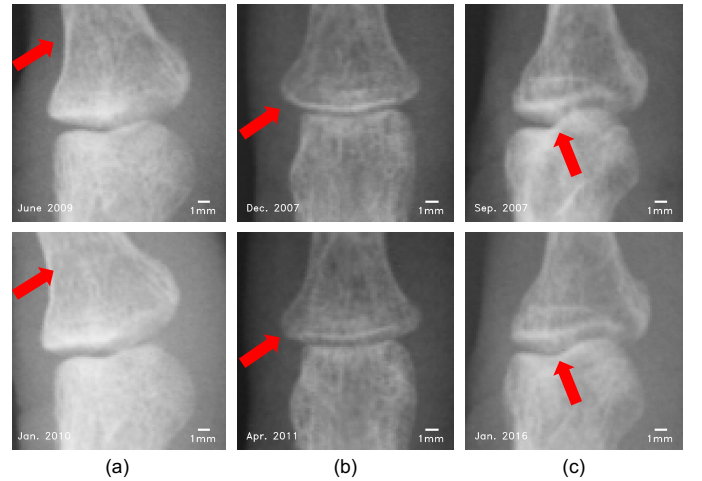 June 2009
1mm
Dec. 2007
1mm
Sep. 2007
1mm
Jan. 2010
1mm
Apr. 2011
1mm
Jan. 2016
1mm
(a)
(b)
(c)